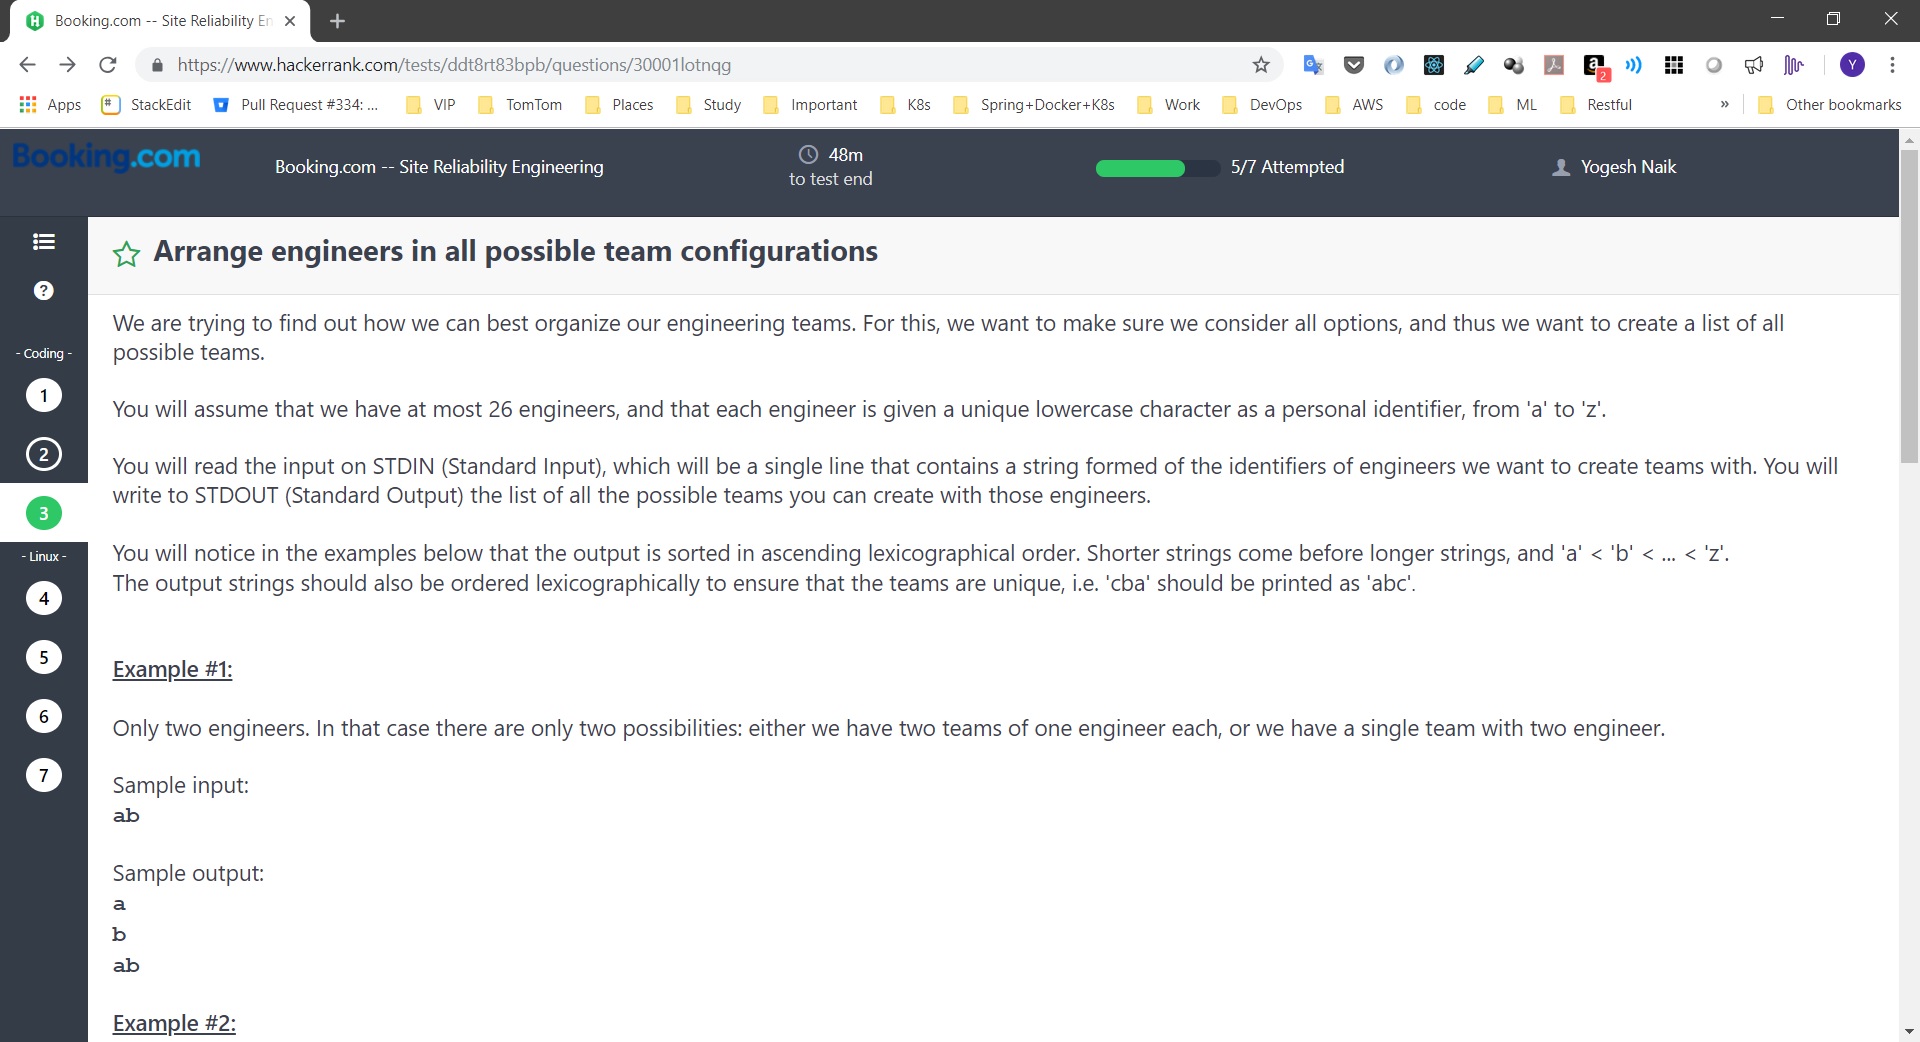 Booking.com -- Site Reliability En
https://www.hackerrank.com/tests/ddt8rt83bpb/questions/30001lotnqg
2
Y
Apps StackEdit Pull Request #334: ... VIP TomTom Places Study Important K8s Spring+Docker+K8s Work DevOps AWS code ML Restful » Other bookmarks
Booking.com
Booking.com -- Site Reliability Engineering
48m
to test end
5/7 Attempted
Yogesh Naik
Arrange engineers in all possible team configurations
- Coding -
1
2
3
- Linux -
4
5
6
7
We are trying to find out how we can best organize our engineering teams. For this, we want to make sure we consider all options, and thus we want to create a list of all
possible teams.
You will assume that we have at most 26 engineers, and that each engineer is given a unique lowercase character as a personal identifier, from 'a' to 'z'.
You will read the input on STDIN (Standard Input), which will be a single line that contains a string formed of the identifiers of engineers we want to create teams with. You will
write to STDOUT (Standard Output) the list of all the possible teams you can create with those engineers.
You will notice in the examples below that the output is sorted in ascending lexicographical order. Shorter strings come before longer strings, and 'a' < 'b' < ... < 'z'.
The output strings should also be ordered lexicographically to ensure that the teams are unique, i.e. 'cba' should be printed as 'abc'.
Example #1:
Only two engineers. In that case there are only two possibilities: either we have two teams of one engineer each, or we have a single team with two engineer.
Sample input:
ab
Sample output:
a
b
ab
Example #2: